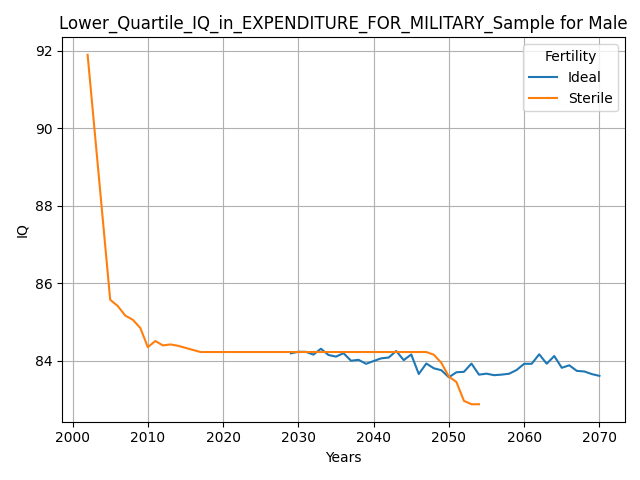 Lower_Quartile_IQ_in_EXPENDITURE_FOR_MILITARY_Sample for Male
Fertility
Ideal
Sterile
92
90
88
86
84
IQ
2000 2010 2020 2030 2040 2050 2060 2070
Years